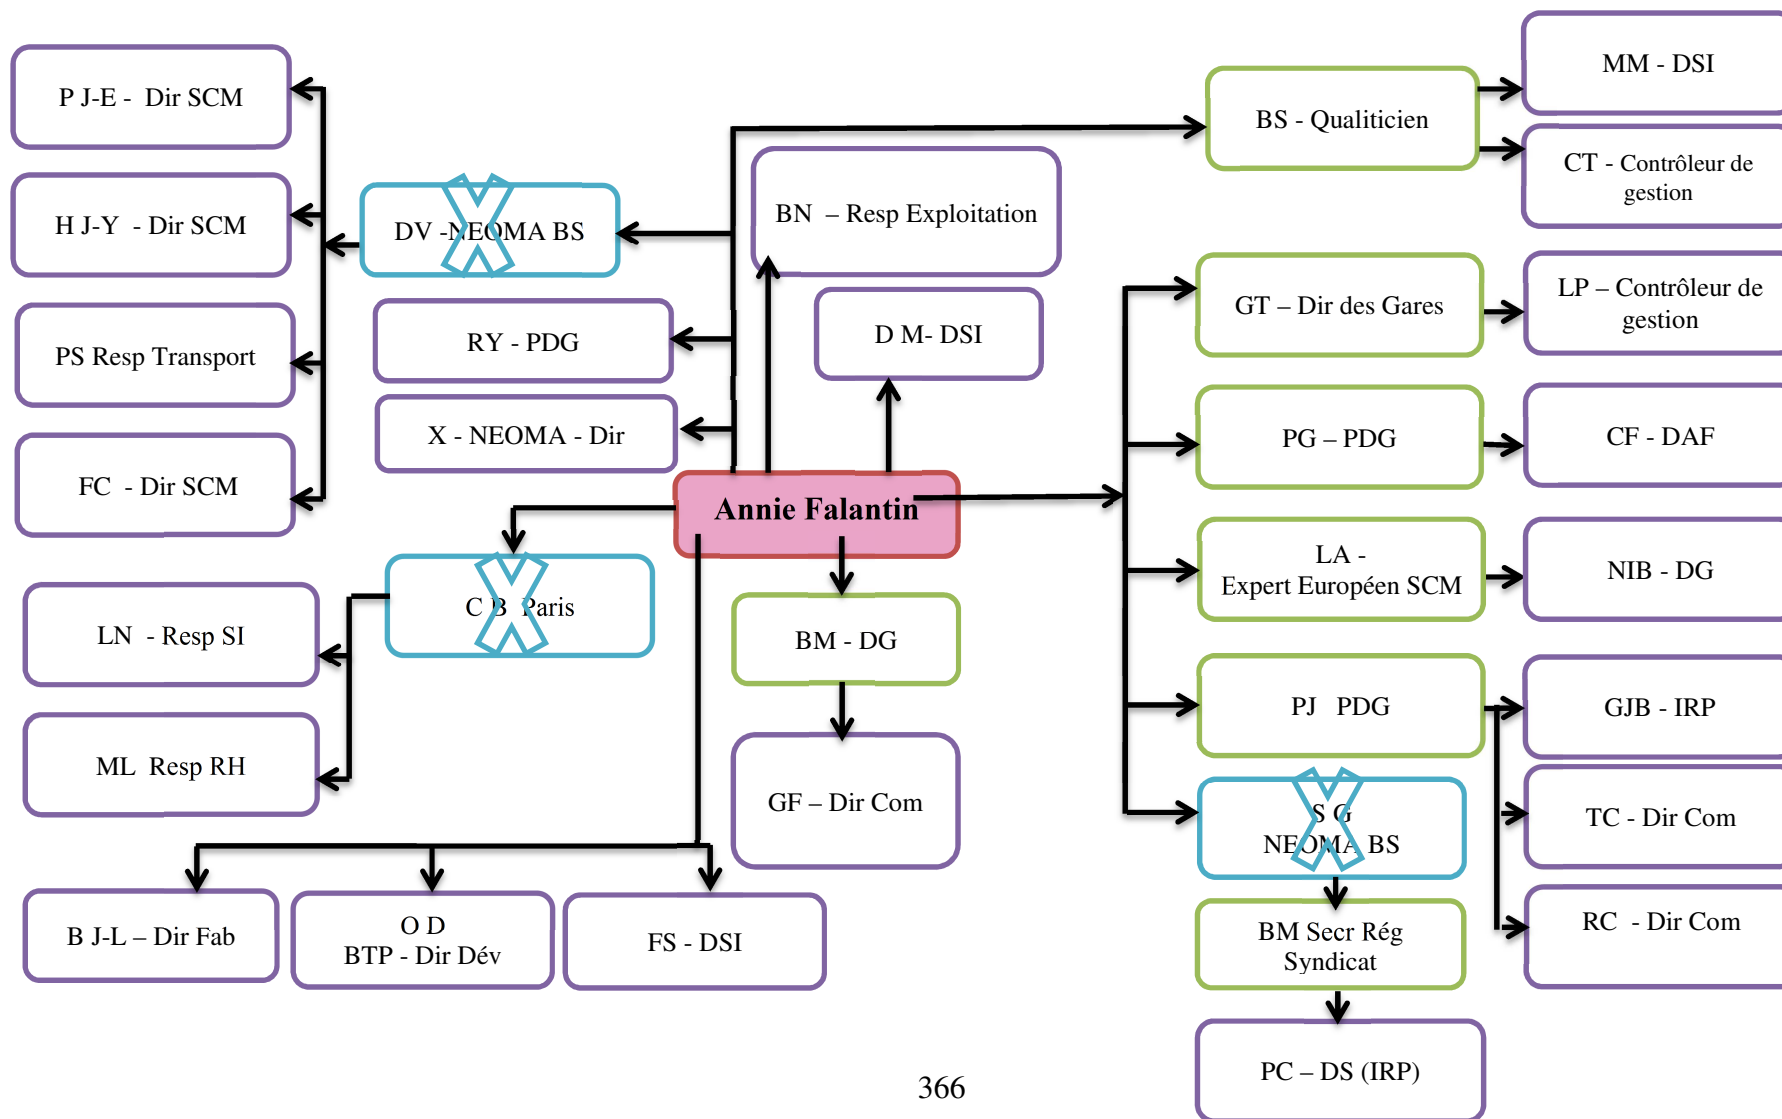 P J-E - Dir SCM
H J-Y - Dir SCM
PS Resp Transport
FC - Dir SCM
DV -NEOMA BS
RY - PDG
X - NEOMA - Dir
BN – Resp Exploitation
D M- DSI
BS - Qualiticien
MM - DSI
CT - Contrôleur de
gestion
GT – Dir des Gares
LP – Contrôleur de
gestion
PG – PDG
CF - DAF
Annie Falantin
LA -
Expert Européen SCM
NIB - DG
C B Paris
LN - Resp SI
ML Resp RH
BM - DG
GF – Dir Com
PJ PDG
GJB - IRP
TC - Dir Com
RC - Dir Com
S G
NEOMA BS
BM Secr Rég
Syndicat
PC – DS (IRP)
B J-L – Dir Fab
O D
BTP - Dir Dév
FS - DSI
366